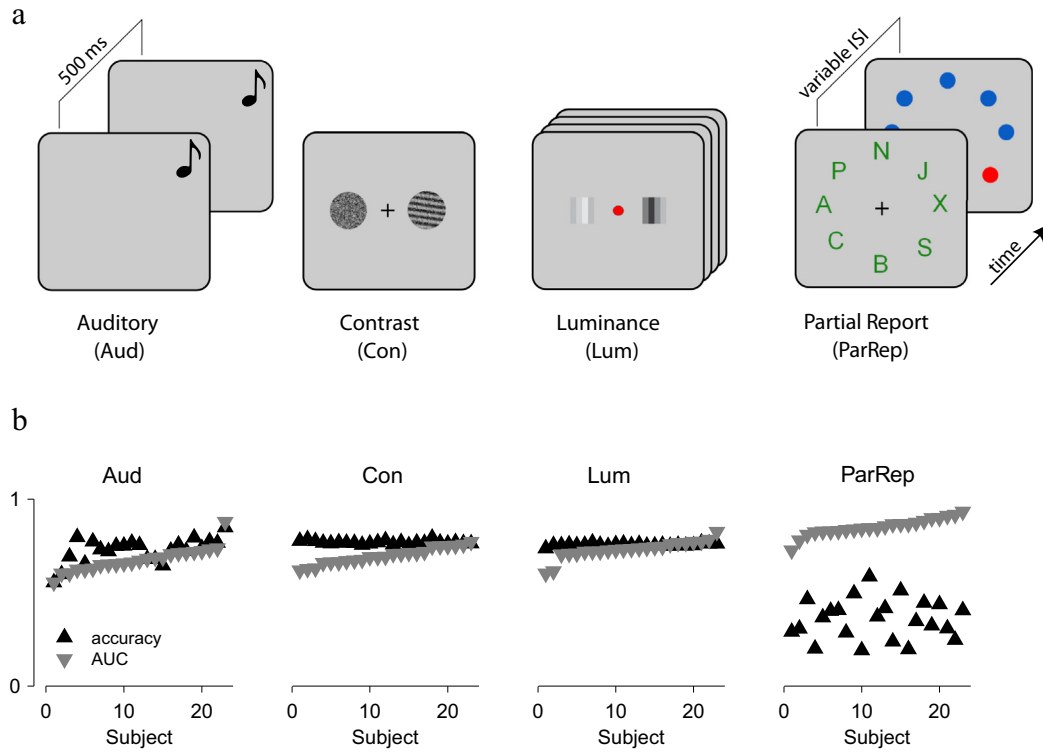 a
500 ms
variable ISI
N
P J
A + X
C S
B
time
Auditory
(Aud)
Contrast
(Con)
Luminance
(Lum)
Partial Report
(ParRep)
b
Aud Con Lum ParRep
1
accuracy
AUC
0
0 10 20 0 10 20 0 10 20 0 10 20
Subject Subject Subject Subject